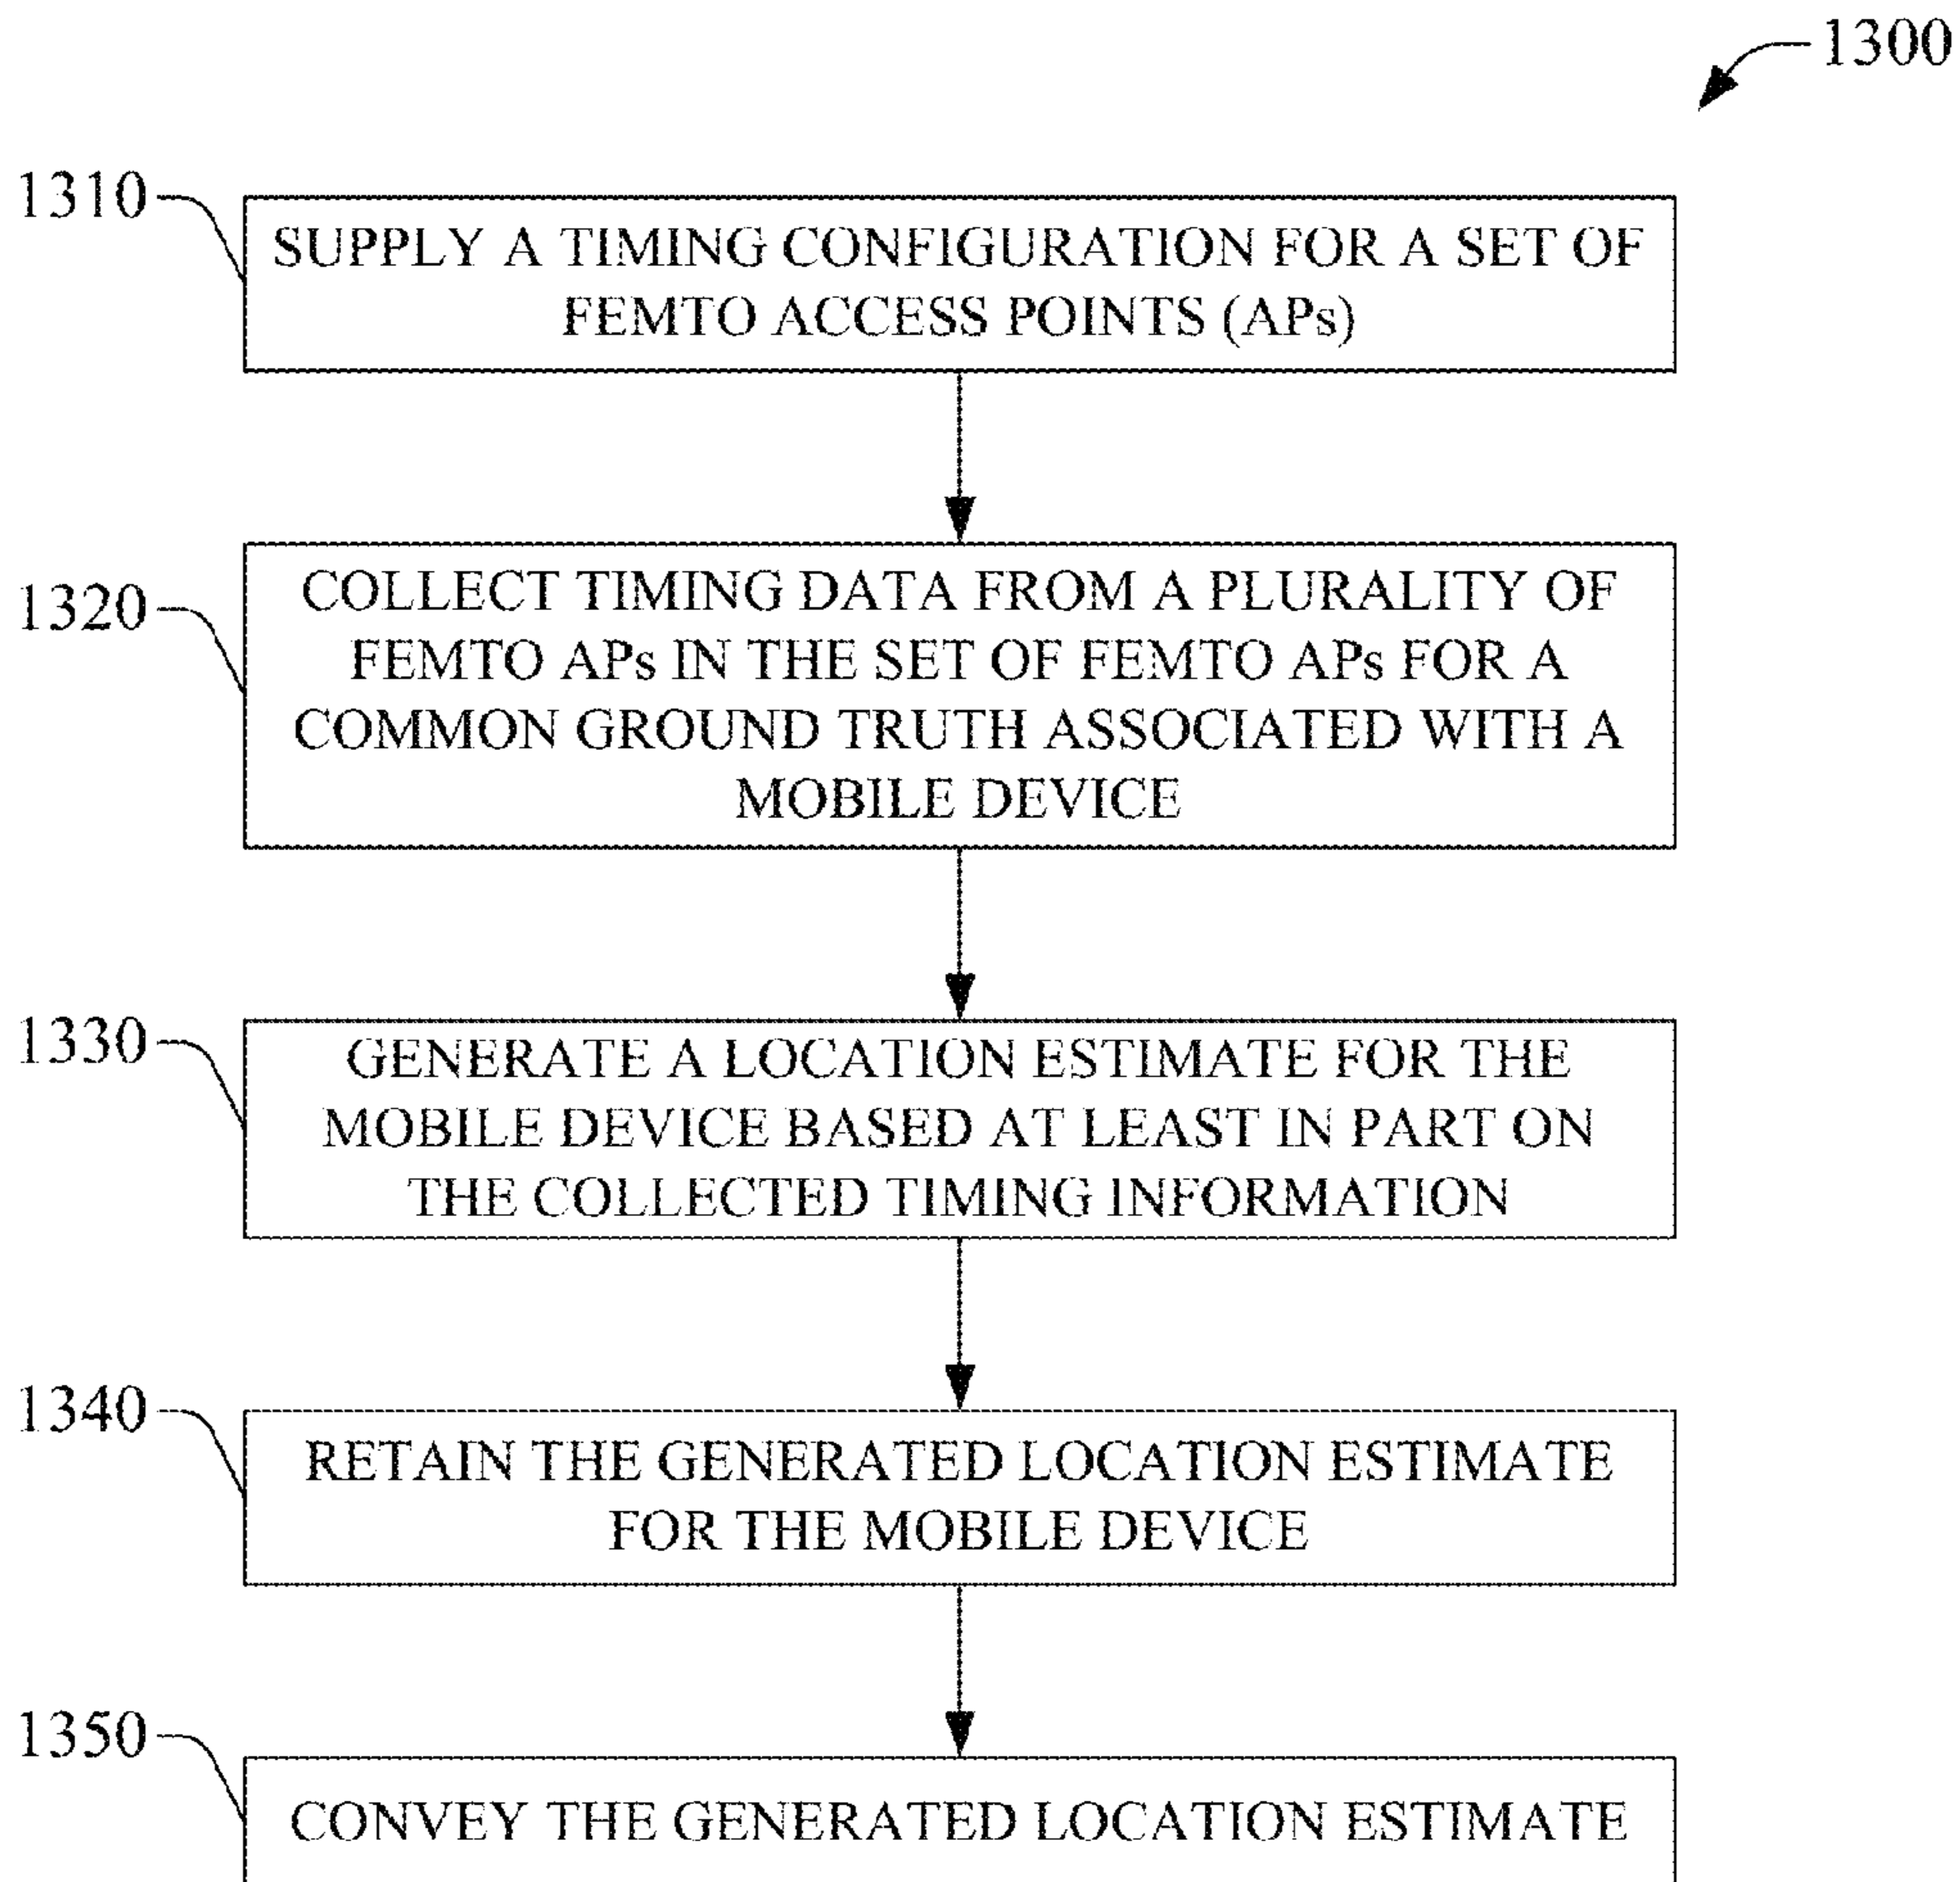 1300
1310
SUPPLY A TIMING CONFIGURATION FOR A SET OF
FEMTO ACCESS POINTS (APs)
1320
COLLECT TIMING DATA FROM A PLURALITY OF
FEMTO APs IN THE SET OF FEMTO APs FOR A
COMMON GROUND TRUTH ASSOCIATED WITH A
MOBILE DEVICE
1330
GENERATE A LOCATION ESTIMATE FOR THE
MOBILE DEVICE BASED AT LEAST IN PART ON
THE COLLECTED TIMING INFORMATION
1340
RETAIN THE GENERATED LOCATION ESTIMATE
FOR THE MOBILE DEVICE
1350
CONVEY THE GENERATED LOCATION ESTIMATE